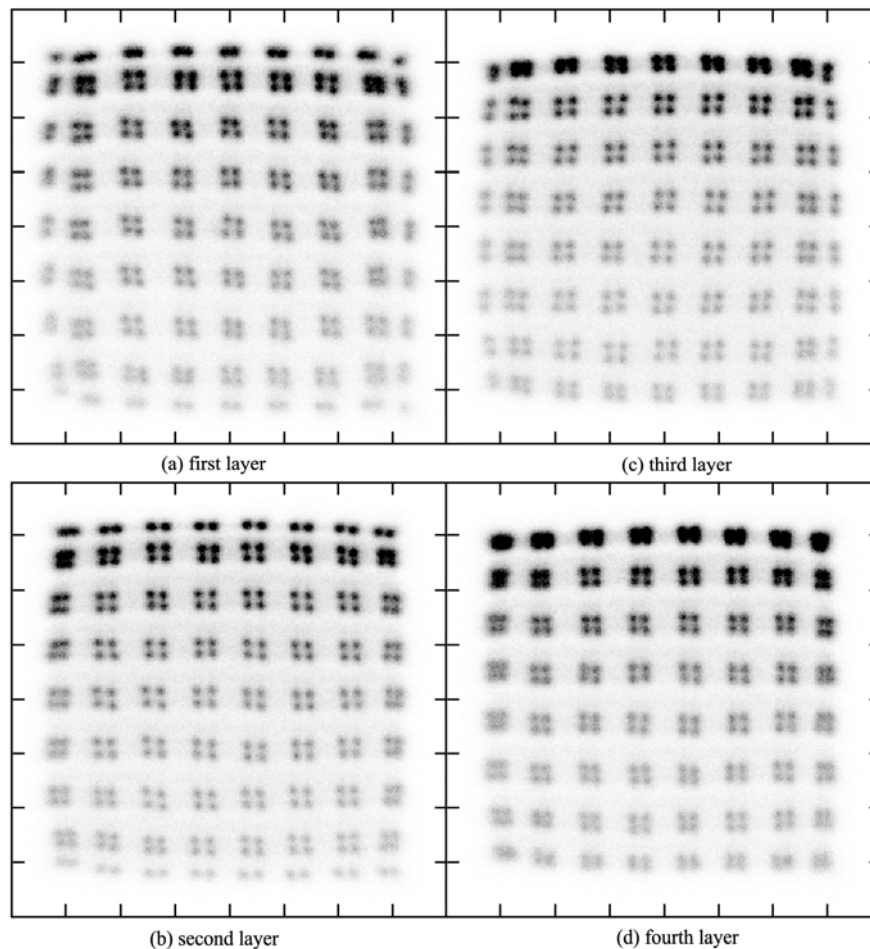 (a) first layer
(c) third layer
(b) second layer
(d) fourth layer